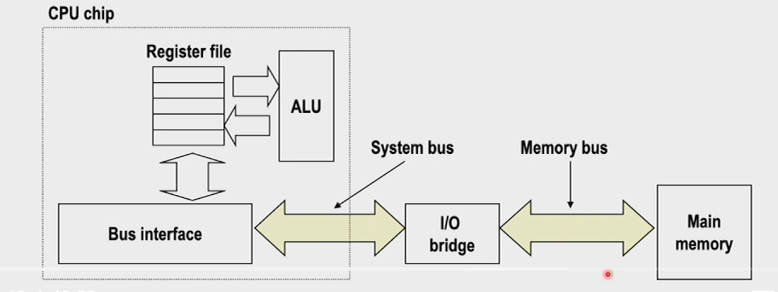 CPU chip
Register file
ALU
System bus
Memory bus
Bus interface
I/O
bridge
Main
memory